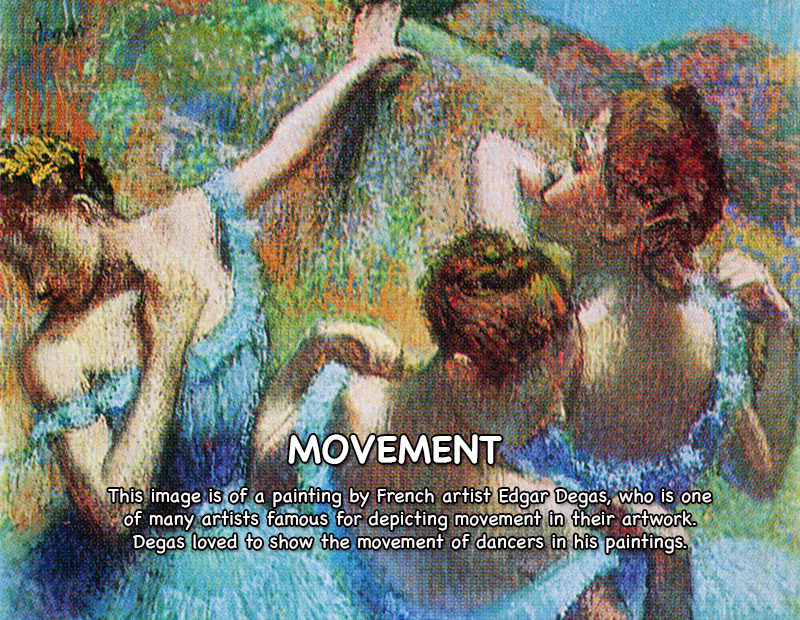 MOVEMENT
This image is of a painting by French artist Edgar Degas, who is one
of many artists famous for depicting movement in their artwork.
Degas loved to show the movement of dancers in his paintings.